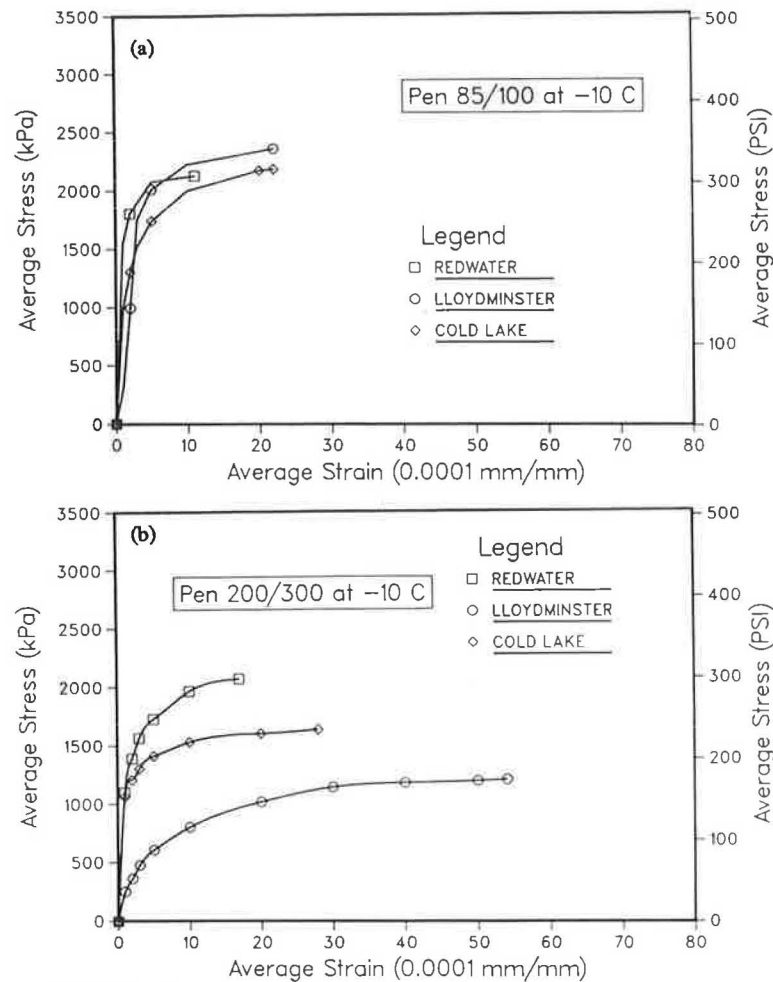 (a)
Pen 85/100 at −10 C
Average Stress (kPa)
3500
3000
2500
2000
1500
1000
500
0
500
400
300
200
100
0
Average Stress (PSI)
Legend
REDWATER
LLOYDMINSTER
COLD LAKE
0 10 20 30 40 50 60 70 80
Average Strain (0.0001 mm/mm)
(b)
Pen 200/300 at −10 C
Average Stress (kPa)
3500
3000
2500
2000
1500
1000
500
0
500
400
300
200
100
0
Average Stress (PSI)
Legend
REDWATER
LLOYDMINSTER
COLD LAKE
0 10 20 30 40 50 60 70 80
Average Strain (0.0001 mm/mm)